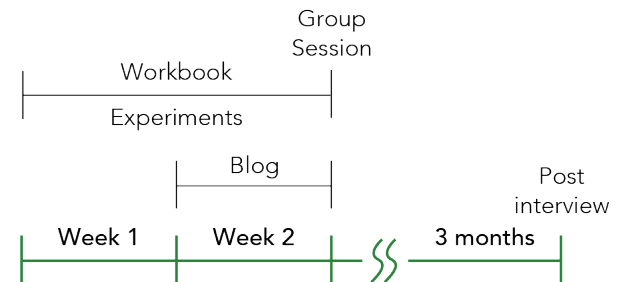 Group
Session
Workbook
Experiments
Blog
Post
interview
Week 1
Week 2
3 months